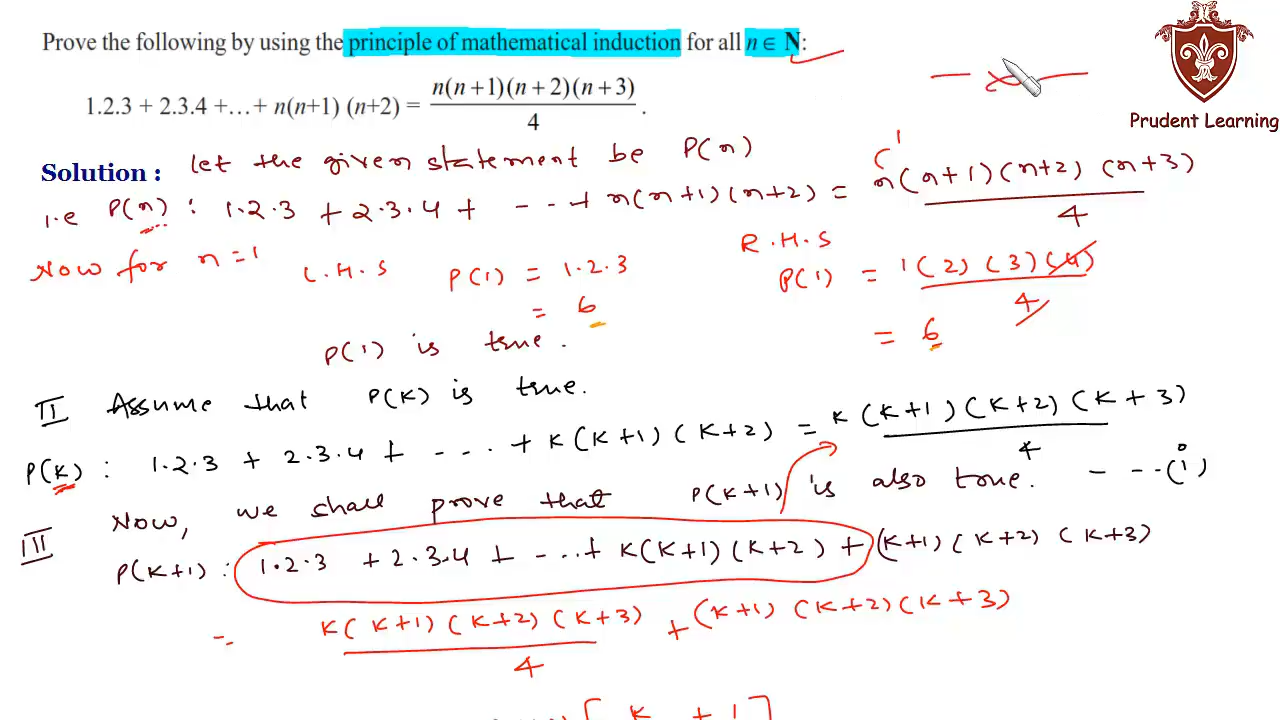 Prove the following by using the principle of mathematical induction for all n ∈ N:
1.2.3 + 2.3.4 +…+ n(n+1) (n+2) = n(n+1)(n+2)(n+3)/4 .
Prudent Learning
Solution : let the given statement be P(n)
i.e P(n) : 1.2.3 + 2.3.4 + - - - + n(n+1)(n+2) = n(n+1)(n+2)(n+3)/4
Now for n=1 L.H.S P(1) = 1.2.3
= 6
R.H.S
P(1) = 1(2)(3)(4)/4
= 6
P(1) is true.
II Assume that P(K) is true.
P(K) : 1.2.3 + 2.3.4 + - - - + K(K+1)(K+2) = K(K+1)(K+2)(K+3)/4 - - - (i)
III Now, we shall prove that P(K+1) is also true.
P(K+1) : 1.2.3 + 2.3.4 + - - - + K(K+1)(K+2) + (K+1)(K+2)(K+3)
= K(K+1)(K+2)(K+3)/4 + (K+1)(K+2)(K+3)
[K + 1]